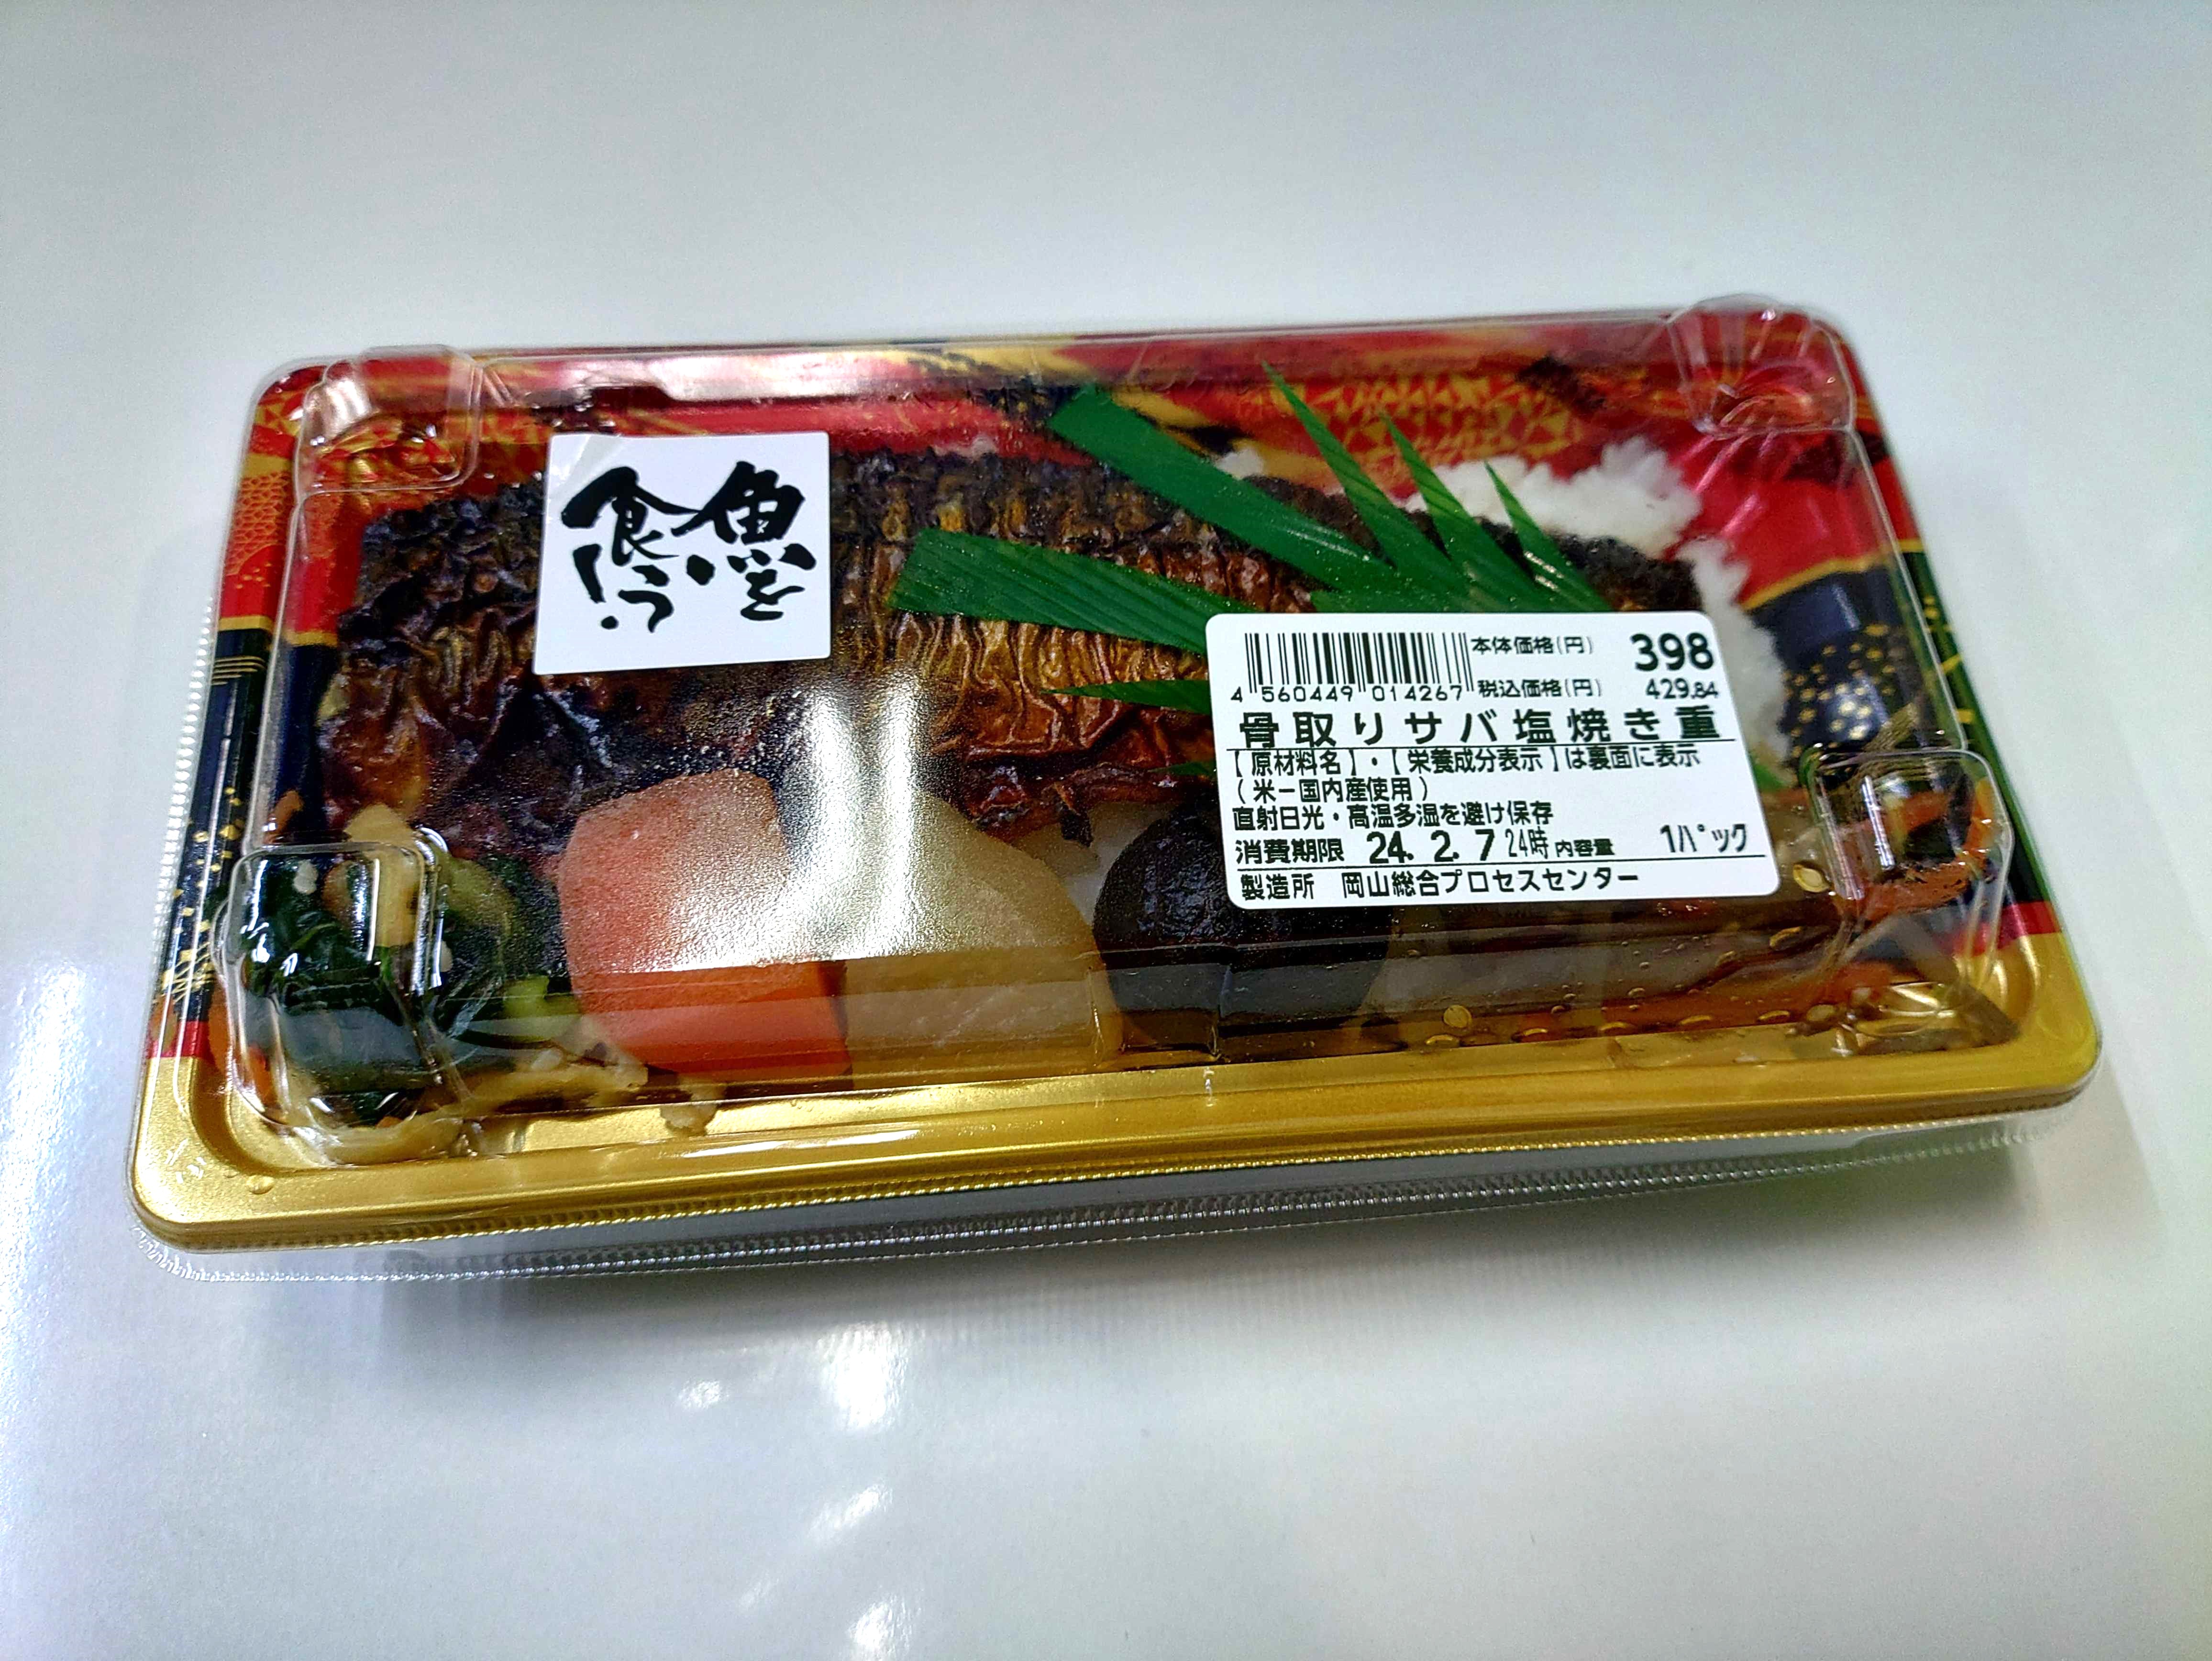 魚を
食べ!
4 560449 014267
本体価格(円) 398
税込価格(円) 429.84
骨取りサバ塩焼き重
【原材料名】・【栄養成分表示】は裏面に表示
(米－国内産使用)
直射日光・高温多湿を避け保存
消費期限 24. 2. 7 24時 内容量 1パック
製造所 岡山総合プロセスセンター